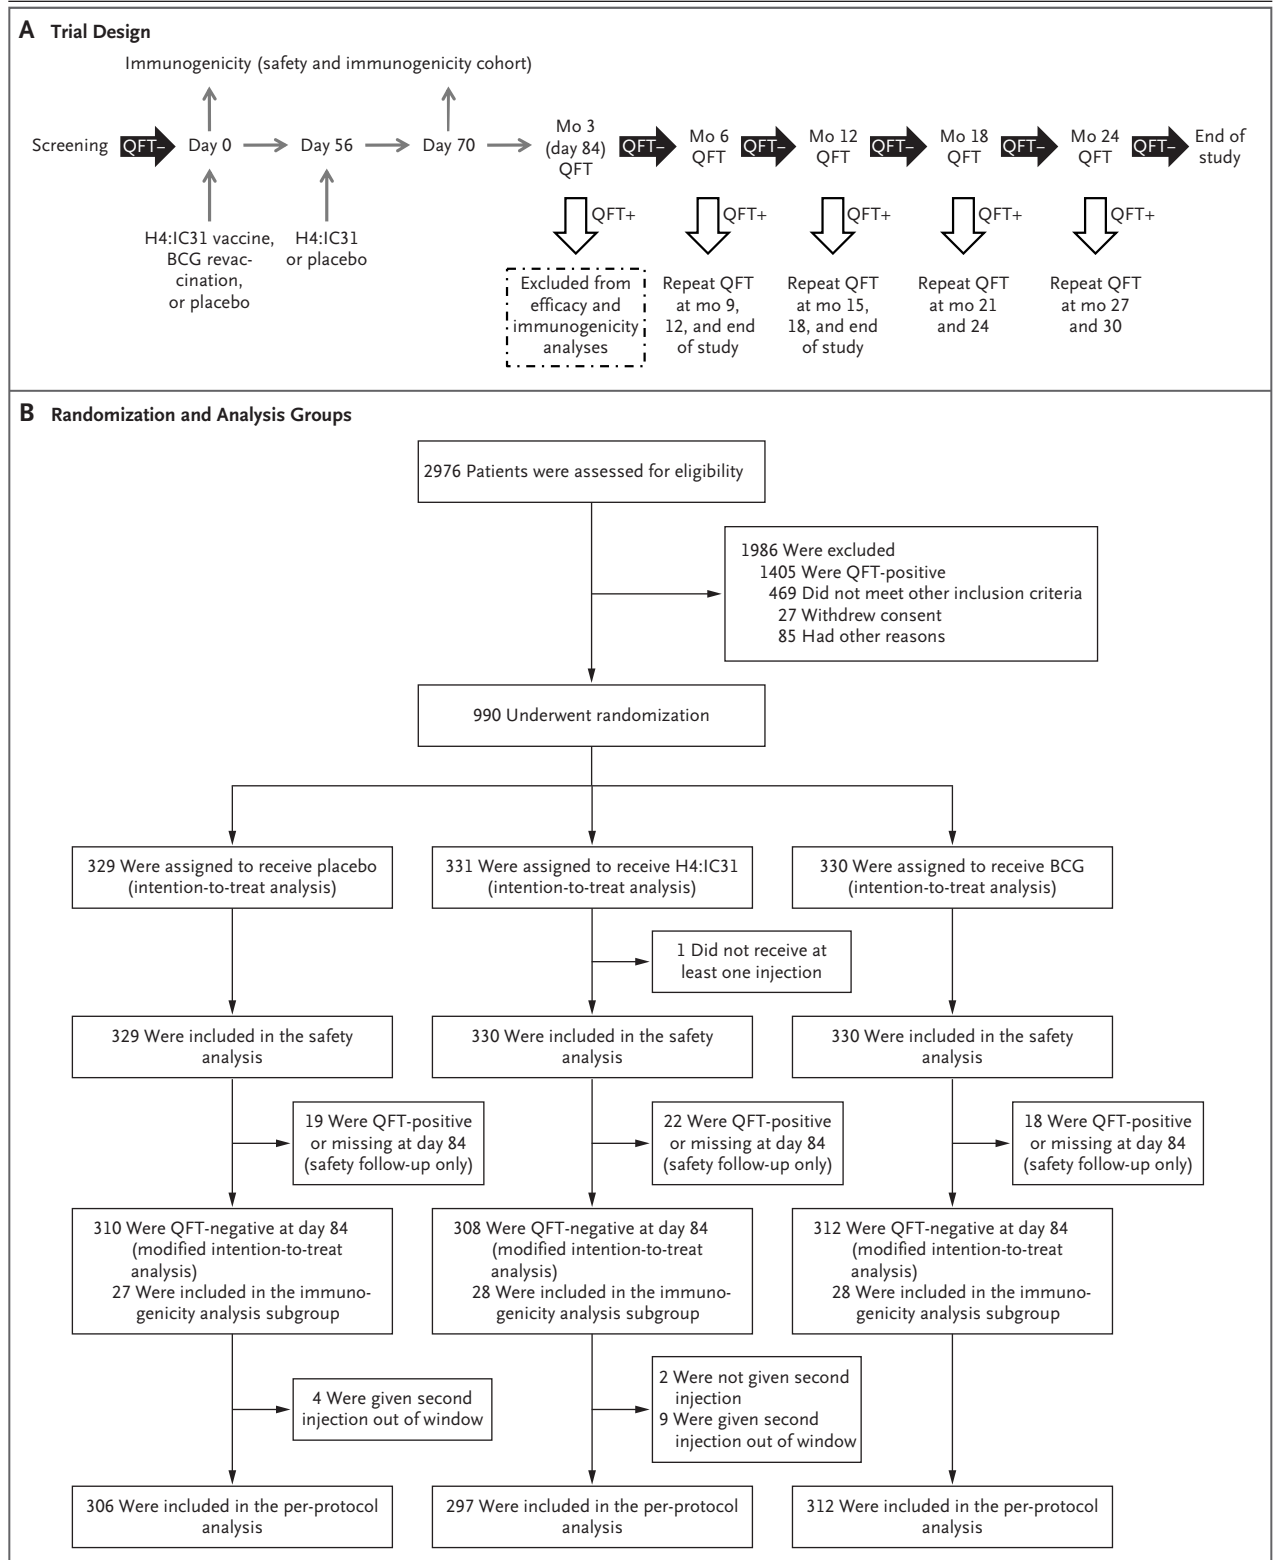 A Trial Design
Immunogenicity (safety and immunogenicity cohort)
Screening
QFT–
Day 0
Day 56
Day 70
Mo 3
(day 84)
QFT
QFT–
Mo 6
QFT
QFT–
Mo 12
QFT
QFT–
Mo 18
QFT
QFT–
Mo 24
QFT
QFT–
End of
study
H4:IC31 vaccine,
BCG revac-
cination,
or placebo
H4:IC31
or placebo
QFT+
QFT+
QFT+
QFT+
QFT+
Excluded from
efficacy and
immunogenicity
analyses
Repeat QFT
at mo 9,
12, and end
of study
Repeat QFT
at mo 15,
18, and end
of study
Repeat QFT
at mo 21
and 24
Repeat QFT
at mo 27
and 30
B Randomization and Analysis Groups
2976 Patients were assessed for eligibility
1986 Were excluded
1405 Were QFT-positive
469 Did not meet other inclusion criteria
27 Withdrew consent
85 Had other reasons
990 Underwent randomization
329 Were assigned to receive placebo
(intention-to-treat analysis)
331 Were assigned to receive H4:IC31
(intention-to-treat analysis)
330 Were assigned to receive BCG
(intention-to-treat analysis)
1 Did not receive at
least one injection
329 Were included in the safety
analysis
330 Were included in the safety
analysis
330 Were included in the safety
analysis
19 Were QFT-positive
or missing at day 84
(safety follow-up only)
22 Were QFT-positive
or missing at day 84
(safety follow-up only)
18 Were QFT-positive
or missing at day 84
(safety follow-up only)
310 Were QFT-negative at day 84
(modified intention-to-treat
analysis)
27 Were included in the immuno-
genicity analysis subgroup
308 Were QFT-negative at day 84
(modified intention-to-treat
analysis)
28 Were included in the immuno-
genicity analysis subgroup
312 Were QFT-negative at day 84
(modified intention-to-treat
analysis)
28 Were included in the immuno-
genicity analysis subgroup
4 Were given second
injection out of window
2 Were not given second
injection
9 Were given second
injection out of window
306 Were included in the per-protocol
analysis
297 Were included in the per-protocol
analysis
312 Were included in the per-protocol
analysis